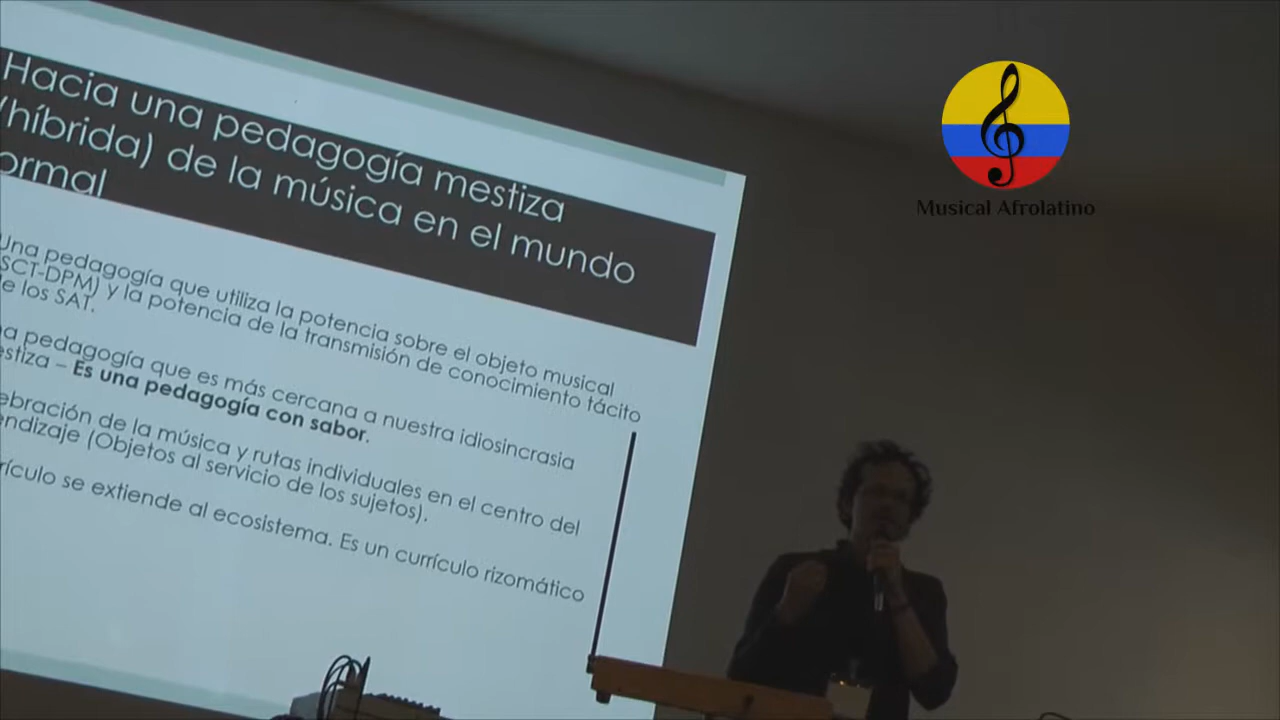 Hacia una pedagogía mestiza
(híbrida) de la música en el mundo
ormal
Una pedagogía que utiliza la potencia sobre el objeto musical
SCT-DPM) y la potencia de la transmisión de conocimiento tácito
de los SAT.
na pedagogía que es más cercana a nuestra idiosincrasia
estiza – Es una pedagogía con sabor.
ebración de la música y rutas individuales en el centro del
endizaje (Objetos al servicio de los sujetos).
rículo se extiende al ecosistema. Es un currículo rizomático
Musical Afrolatino